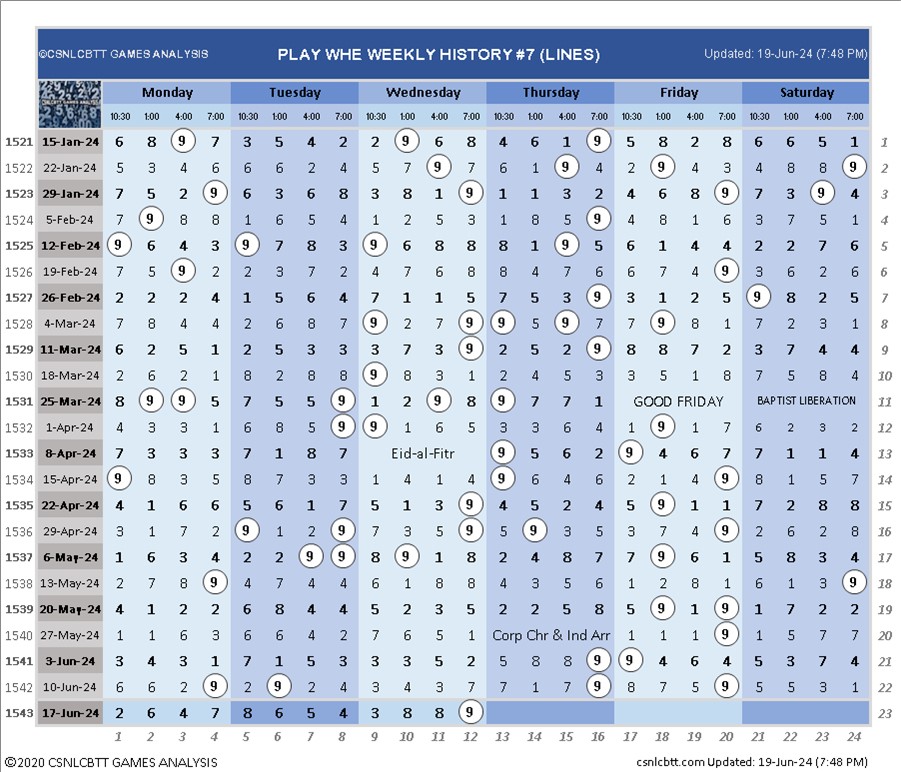 ©CSNLCBTT GAMES ANALYSIS PLAY WHE WEEKLY HISTORY #7 (LINES) Updated: 19-Jun-24 (7:48 PM)
Monday Tuesday Wednesday Thursday Friday Saturday
10:30 1:00 4:00 7:00 10:30 1:00 4:00 7:00 10:30 1:00 4:00 7:00 10:30 1:00 4:00 7:00 10:30 1:00 4:00 7:00 10:30 1:00 4:00 7:00
1521 15-Jan-24 6 8 9 7 3 5 4 2 2 9 6 8 4 6 1 9 5 8 2 8 6 6 5 1 1
1522 22-Jan-24 5 3 4 6 6 6 2 4 5 7 9 7 6 1 9 4 2 9 2 4 4 8 8 9 2
1523 29-Jan-24 7 5 2 9 6 3 6 8 3 8 1 9 1 1 3 2 4 6 8 9 7 3 9 4 3
1524 5-Feb-24 7 9 8 8 1 6 5 4 1 2 5 3 1 8 5 9 4 8 1 6 3 7 5 1 4
1525 12-Feb-24 9 6 4 3 9 7 8 3 9 6 8 8 8 1 9 5 6 1 4 4 2 2 7 6 5
1526 19-Feb-24 7 5 9 2 2 3 7 2 4 7 6 8 8 4 7 6 6 7 4 9 3 6 2 6 6
1527 26-Feb-24 2 2 2 4 1 5 6 4 7 1 1 5 7 5 3 9 3 1 2 5 9 8 2 5 7
1528 4-Mar-24 7 8 4 4 2 6 8 7 9 2 7 9 9 5 9 7 7 9 8 1 7 2 3 1 8
1529 11-Mar-24 6 2 5 1 2 5 3 3 3 7 3 9 2 5 2 9 8 8 7 2 3 7 4 4 9
1530 18-Mar-24 2 6 2 1 8 2 8 8 9 8 3 1 2 4 5 3 3 5 1 8 7 5 8 4 10
1531 25-Mar-24 8 9 9 5 7 5 5 9 1 2 9 8 9 7 7 1 GOOD FRIDAY BAPTIST LIBERATION 11
1532 1-Apr-24 4 3 3 1 6 8 5 9 9 1 6 5 3 3 6 4 1 9 1 7 6 2 3 2 12
1533 8-Apr-24 7 3 3 3 7 1 8 7 Eid-al-Fitr 9 5 6 2 9 4 6 7 7 1 1 4 13
1534 15-Apr-24 9 8 3 5 8 7 3 3 1 4 1 4 9 6 4 6 2 1 4 9 8 1 5 7 14
1535 22-Apr-24 4 1 6 6 5 6 1 7 5 1 3 9 4 5 2 4 5 9 1 1 7 2 8 8 15
1536 29-Apr-24 3 1 7 2 9 1 2 9 7 3 5 9 5 9 3 5 3 7 4 9 2 6 2 8 16
1537 6-May-24 1 6 3 4 2 2 9 9 8 9 1 8 2 4 8 7 7 9 6 1 5 8 3 4 17
1538 13-May-24 2 7 8 9 4 7 4 4 6 1 8 8 4 3 5 6 1 2 8 1 6 1 3 9 18
1539 20-May-24 4 1 2 2 6 8 4 4 5 2 3 5 2 2 5 8 5 9 1 9 1 7 2 2 19
1540 27-May-24 1 1 6 3 6 6 4 2 7 6 5 1 Corp Chr & Ind Arr 1 1 1 9 1 5 7 7 20
1541 3-Jun-24 3 4 3 1 7 1 5 3 3 3 5 2 5 8 8 9 9 4 6 4 5 3 7 4 21
1542 10-Jun-24 6 6 2 9 2 9 2 4 3 4 3 7 7 1 7 9 8 7 5 9 5 5 3 1 22
1543 17-Jun-24 2 6 4 7 8 6 5 4 3 8 8 9 23
1 2 3 4 5 6 7 8 9 10 11 12 13 14 15 16 17 18 19 20 21 22 23 24
©2020 CSNLCBTT GAMES ANALYSIS csnlcbtt.com Updated: 19-Jun-24 (7:48 PM)